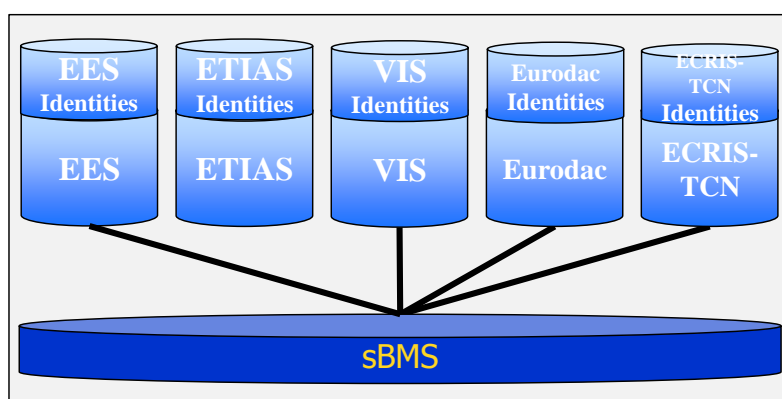 EES
Identities
EES
ETIAS
Identities
ETIAS
VIS
Identities
VIS
Eurodac
Identities
Eurodac
ECRIS-
TCN
Identities
ECRIS-
TCN
sBMS